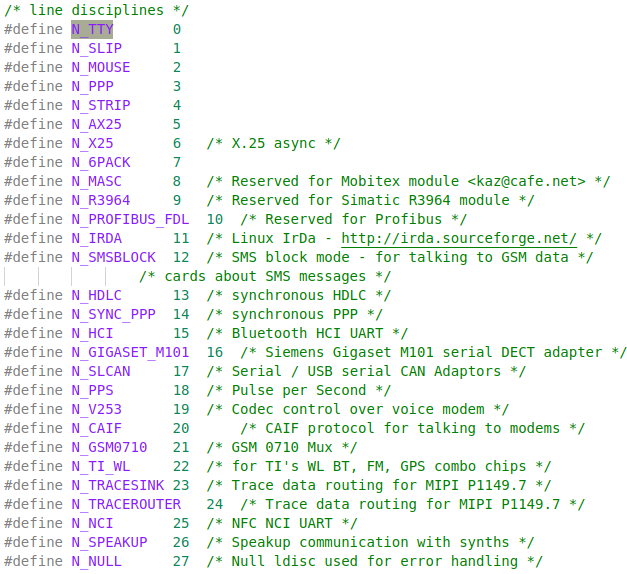 /* line disciplines */
#define N_TTY 0
#define N_SLIP 1
#define N_MOUSE 2
#define N_PPP 3
#define N_STRIP 4
#define N_AX25 5
#define N_X25 6 /* X.25 async */
#define N_6PACK 7
#define N_MASC 8 /* Reserved for Mobitex module <kaz@cafe.net> */
#define N_R3964 9 /* Reserved for Simatic R3964 module */
#define N_PROFIBUS_FDL 10 /* Reserved for Profibus */
#define N_IRDA 11 /* Linux IrDa - http://irda.sourceforge.net/ */
#define N_SMSBLOCK 12 /* SMS block mode - for talking to GSM data */
/* cards about SMS messages */
#define N_HDLC 13 /* synchronous HDLC */
#define N_SYNC_PPP 14 /* synchronous PPP */
#define N_HCI 15 /* Bluetooth HCI UART */
#define N_GIGASET_M101 16 /* Siemens Gigaset M101 serial DECT adapter */
#define N_SLCAN 17 /* Serial / USB serial CAN Adaptors */
#define N_PPS 18 /* Pulse per Second */
#define N_V253 19 /* Codec control over voice modem */
#define N_CAIF 20 /* CAIF protocol for talking to modems */
#define N_GSM0710 21 /* GSM 0710 Mux */
#define N_TI_WL 22 /* for TI's WL BT, FM, GPS combo chips */
#define N_TRACESINK 23 /* Trace data routing for MIPI P1149.7 */
#define N_TRACEROUTER 24 /* Trace data routing for MIPI P1149.7 */
#define N_NCI 25 /* NFC NCI UART */
#define N_SPEAKUP 26 /* Speakup communication with synths */
#define N_NULL 27 /* Null ldisc used for error handling */